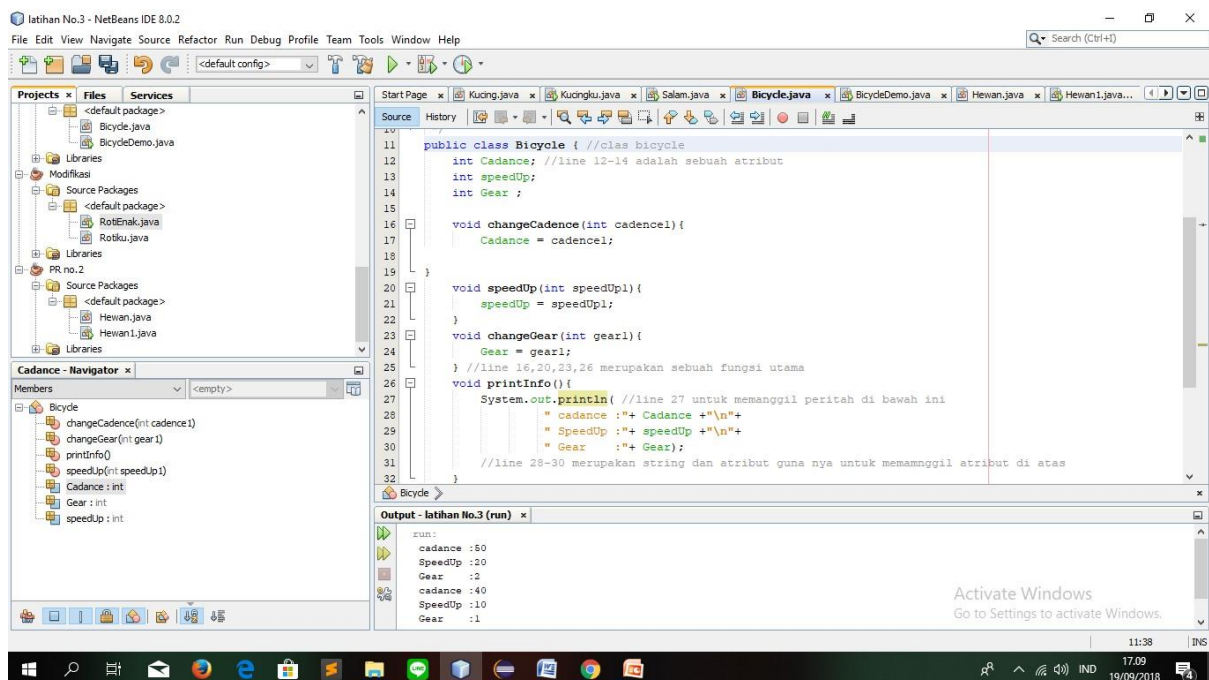 latihan No.3 - NetBeans IDE 8.0.2
File Edit View Navigate Source Refactor Run Debug Profile Team Tools Window Help
Search (Ctrl+I)
<default config>
Projects Files Services
<default package>
Bicycle.java
BicycleDemo.java
Libraries
Modifikasi
Source Packages
<default package>
RotiEnak.java
Rotiku.java
Libraries
PR no.2
Source Packages
<default package>
Hewan.java
Hewan1.java
Libraries
Cadance - Navigator
Members <empty>
Bicycle
changeCadence(int cadence1)
changeGear(int gear1)
printInfo()
speedUp(int speedUp1)
Cadance : int
Gear : int
speedUp : int
Start Page Kucing.java Kucingku.java Salam.java Bicycle.java BicycleDemo.java Hewan.java Hewan1.java...
Source History
10 */
11 public class Bicycle { //clas bicycle
12 int Cadance; //line 12-14 adalah sebuah atribut
13 int speedUp;
14 int Gear ;
15
16 void changeCadence(int cadence1){
17 Cadance = cadence1;
18
19 }
20 void speedUp(int speedUp1){
21 speedUp = speedUp1;
22 }
23 void changeGear(int gear1){
24 Gear = gear1;
25 } //line 16,20,23,26 merupakan sebuah fungsi utama
26 void printInfo(){
27 System.out.println( //line 27 untuk memanggil peritah di bawah ini
28 " cadance :"+ Cadance +"\n"+
29 " SpeedUp :"+ speedUp +"\n"+
30 " Gear :"+ Gear);
31 //line 28-30 merupakan string dan atribut guna nya untuk memamnggil atribut di atas
32 }
Bicycle
Output - latihan No.3 (run)
run:
cadance :50
SpeedUp :20
Gear :2
cadance :40
SpeedUp :10
Gear :1
Activate Windows
Go to Settings to activate Windows.
11:38 INS
IND 17.09
19/09/2018
4